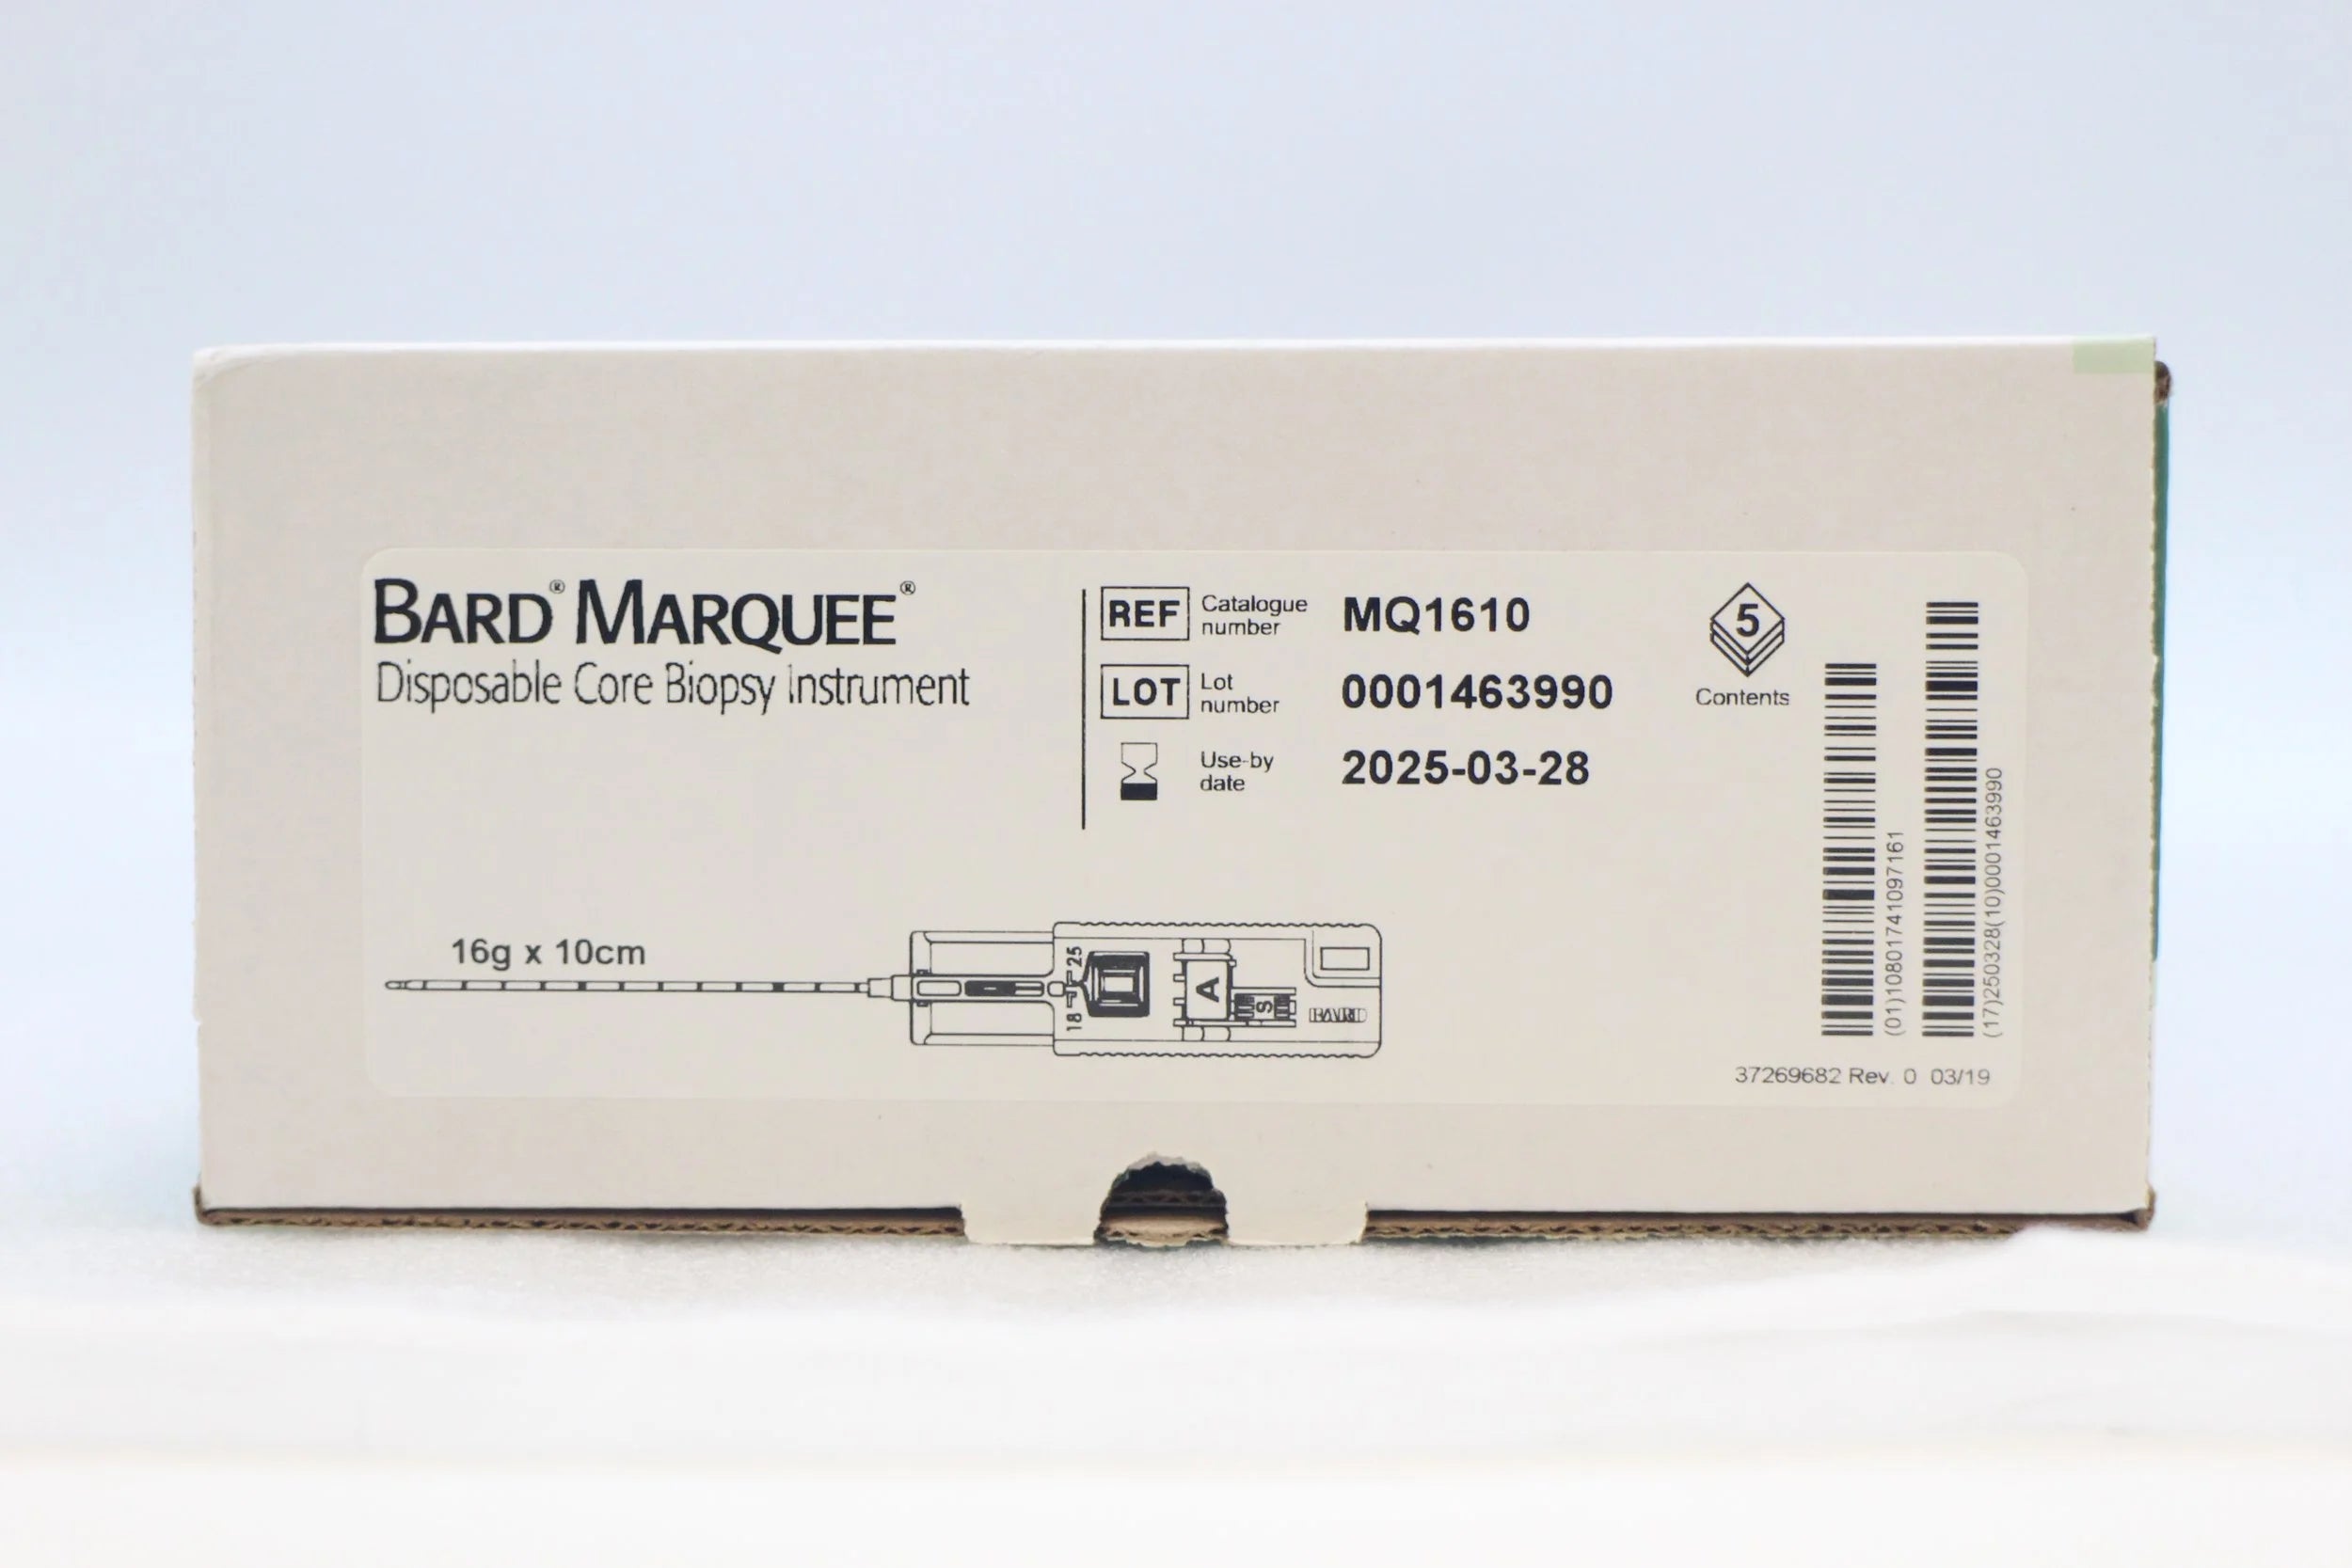 BARD® MARQUEE®
Disposable Core Biopsy Instrument
REF Catalogue number MQ1610
LOT Lot number 0001463990
Use-by date 2025-03-28
5
Contents
16g x 10cm
25
18
A
S
BARD
(01)10801741097161
(17)250328(10)0001463990
37269682 Rev. 0 03/19